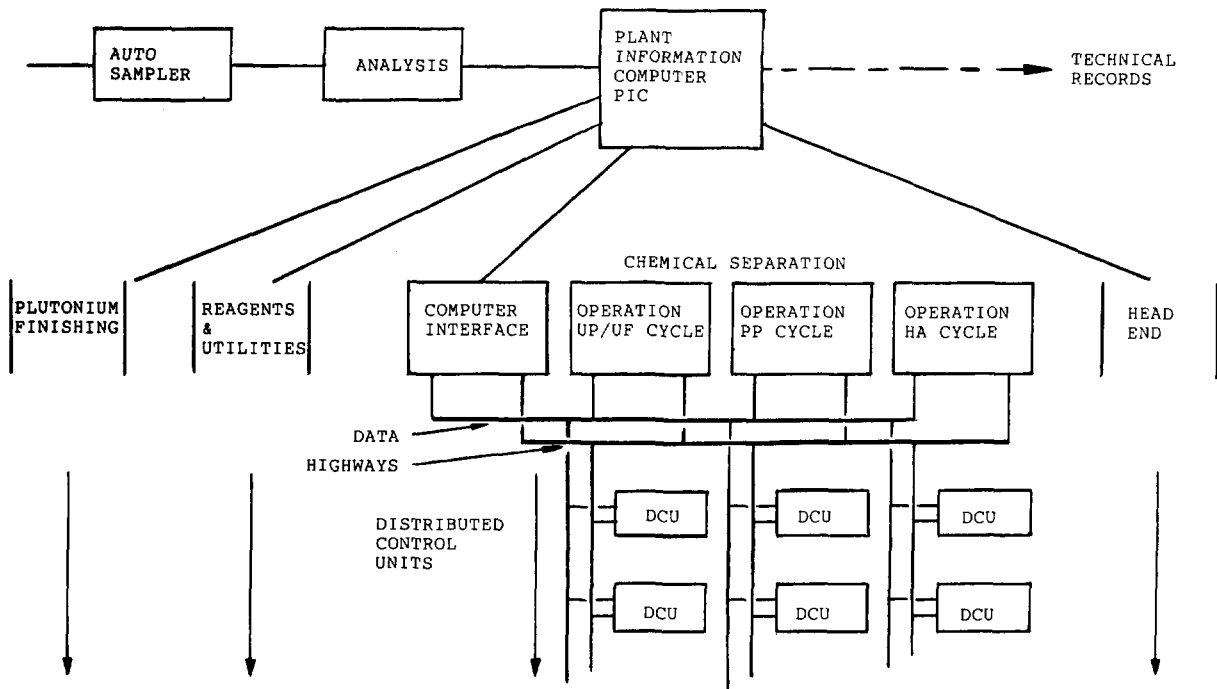 AUTO
SAMPLER
ANALYSIS
PLANT
INFORMATION
COMPUTER
PIC
TECHNICAL
RECORDS
CHEMICAL SEPARATION
PLUTONIUM
FINISHING
REAGENTS
&
UTILITIES
COMPUTER
INTERFACE
OPERATION
UP/UF CYCLE
OPERATION
PP CYCLE
OPERATION
HA CYCLE
HEAD
END
DATA
HIGHWAYS
DISTRIBUTED
CONTROL
UNITS
DCU
DCU
DCU
DCU
DCU
DCU